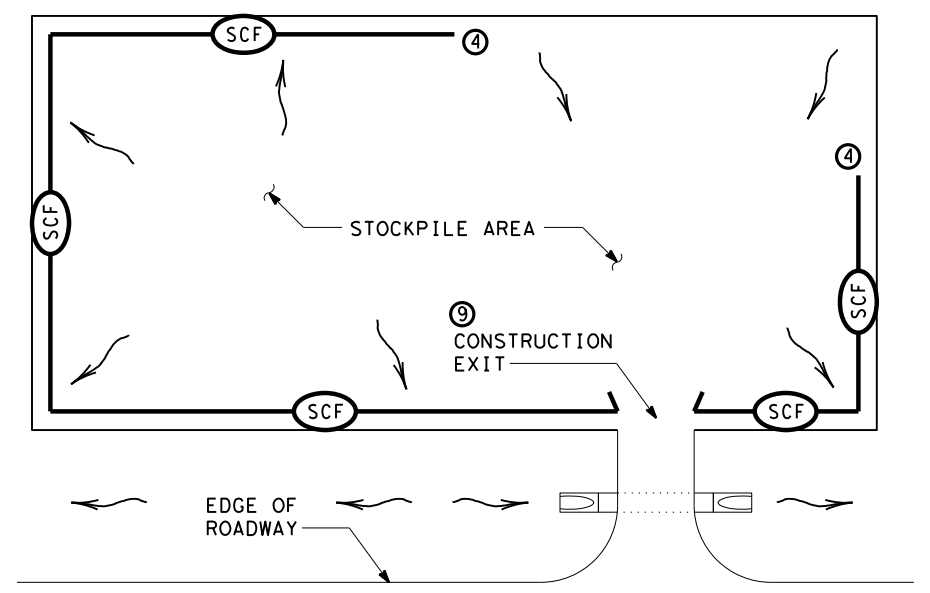 SCF
4
4
SCF
STOCKPILE AREA
SCF
9
CONSTRUCTION
EXIT
SCF
SCF
EDGE OF
ROADWAY